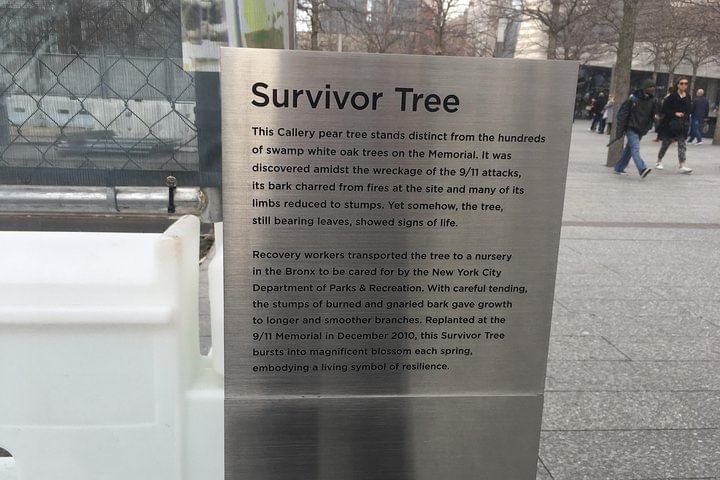 Survivor Tree
This Callery pear tree stands distinct from the hundreds
of swamp white oak trees on the Memorial. It was
discovered amidst the wreckage of the 9/11 attacks,
its bark charred from fires at the site and many of its
limbs reduced to stumps. Yet somehow, the tree,
still bearing leaves, showed signs of life.
Recovery workers transported the tree to a nursery
in the Bronx to be cared for by the New York City
Department of Parks & Recreation. With careful tending,
the stumps of burned and gnarled bark gave growth
to longer and smoother branches. Replanted at the
9/11 Memorial in December 2010, this Survivor Tree
bursts into magnificent blossom each spring,
embodying a living symbol of resilience.